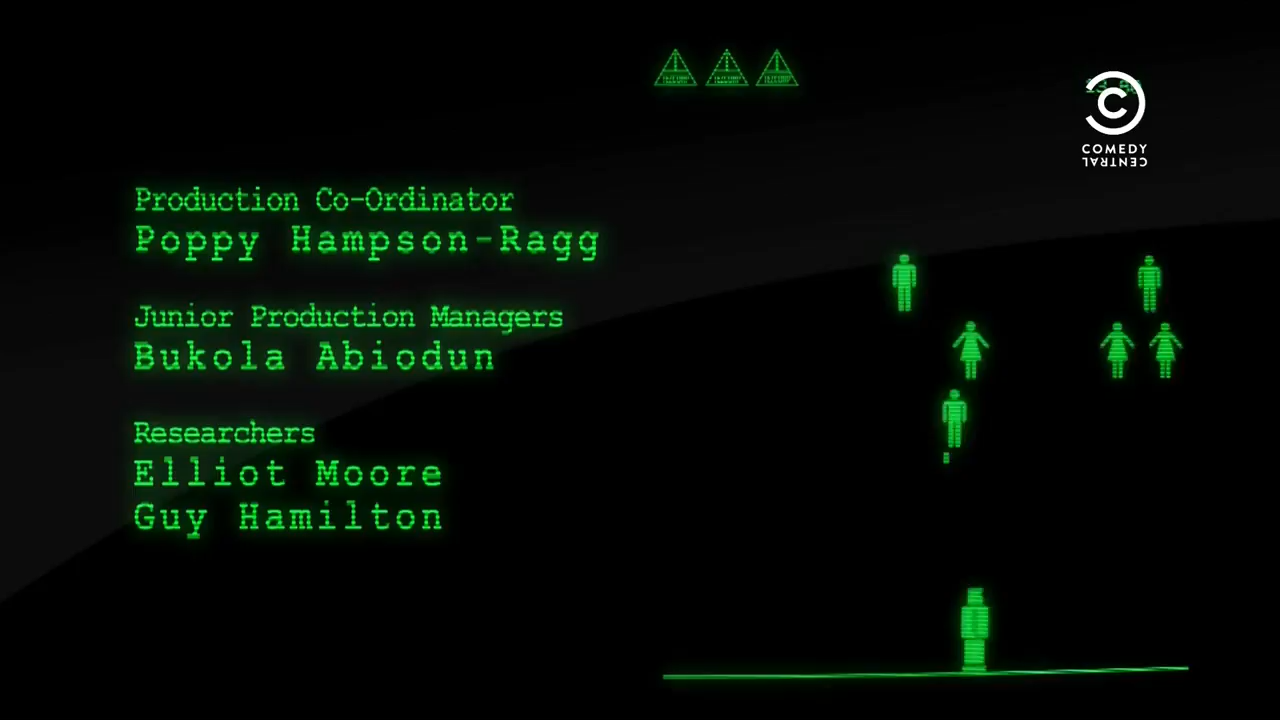 COMEDY
CENTRAL
Production Co-Ordinator
Poppy Hampson-Ragg
Junior Production Managers
Bukola Abiodun
Researchers
Elliot Moore
Guy Hamilton